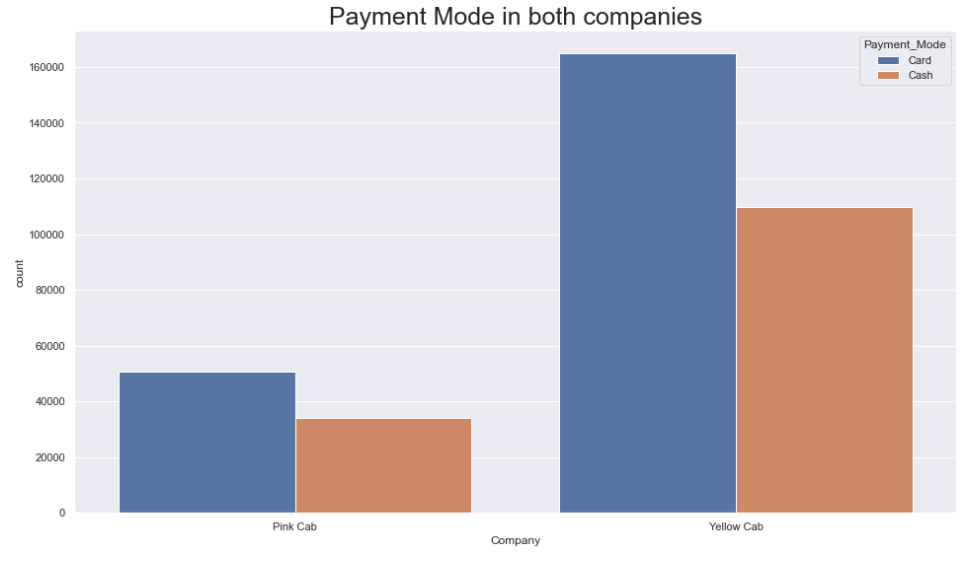 Payment Mode in both companies
Payment_Mode
Card
Cash
160000
140000
120000
100000
80000
60000
40000
20000
0
count
Pink Cab
Yellow Cab
Company